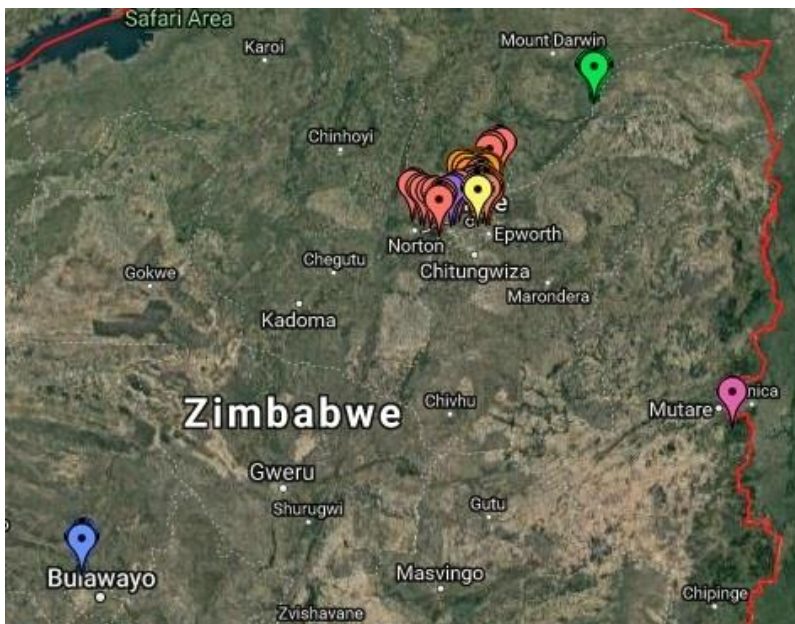 Safari Area
Karoi
Mount Darwin
Chinhoyi
Norton
Epworth
Chegutu
Chitungwiza
Gokwe
Marondera
Kadoma
Zimbabwe
Chivhu
Mutare
nica
Gweru
Shurugwi
Gutu
Bulawayo
Masvingo
Chipinge
Zvishavane